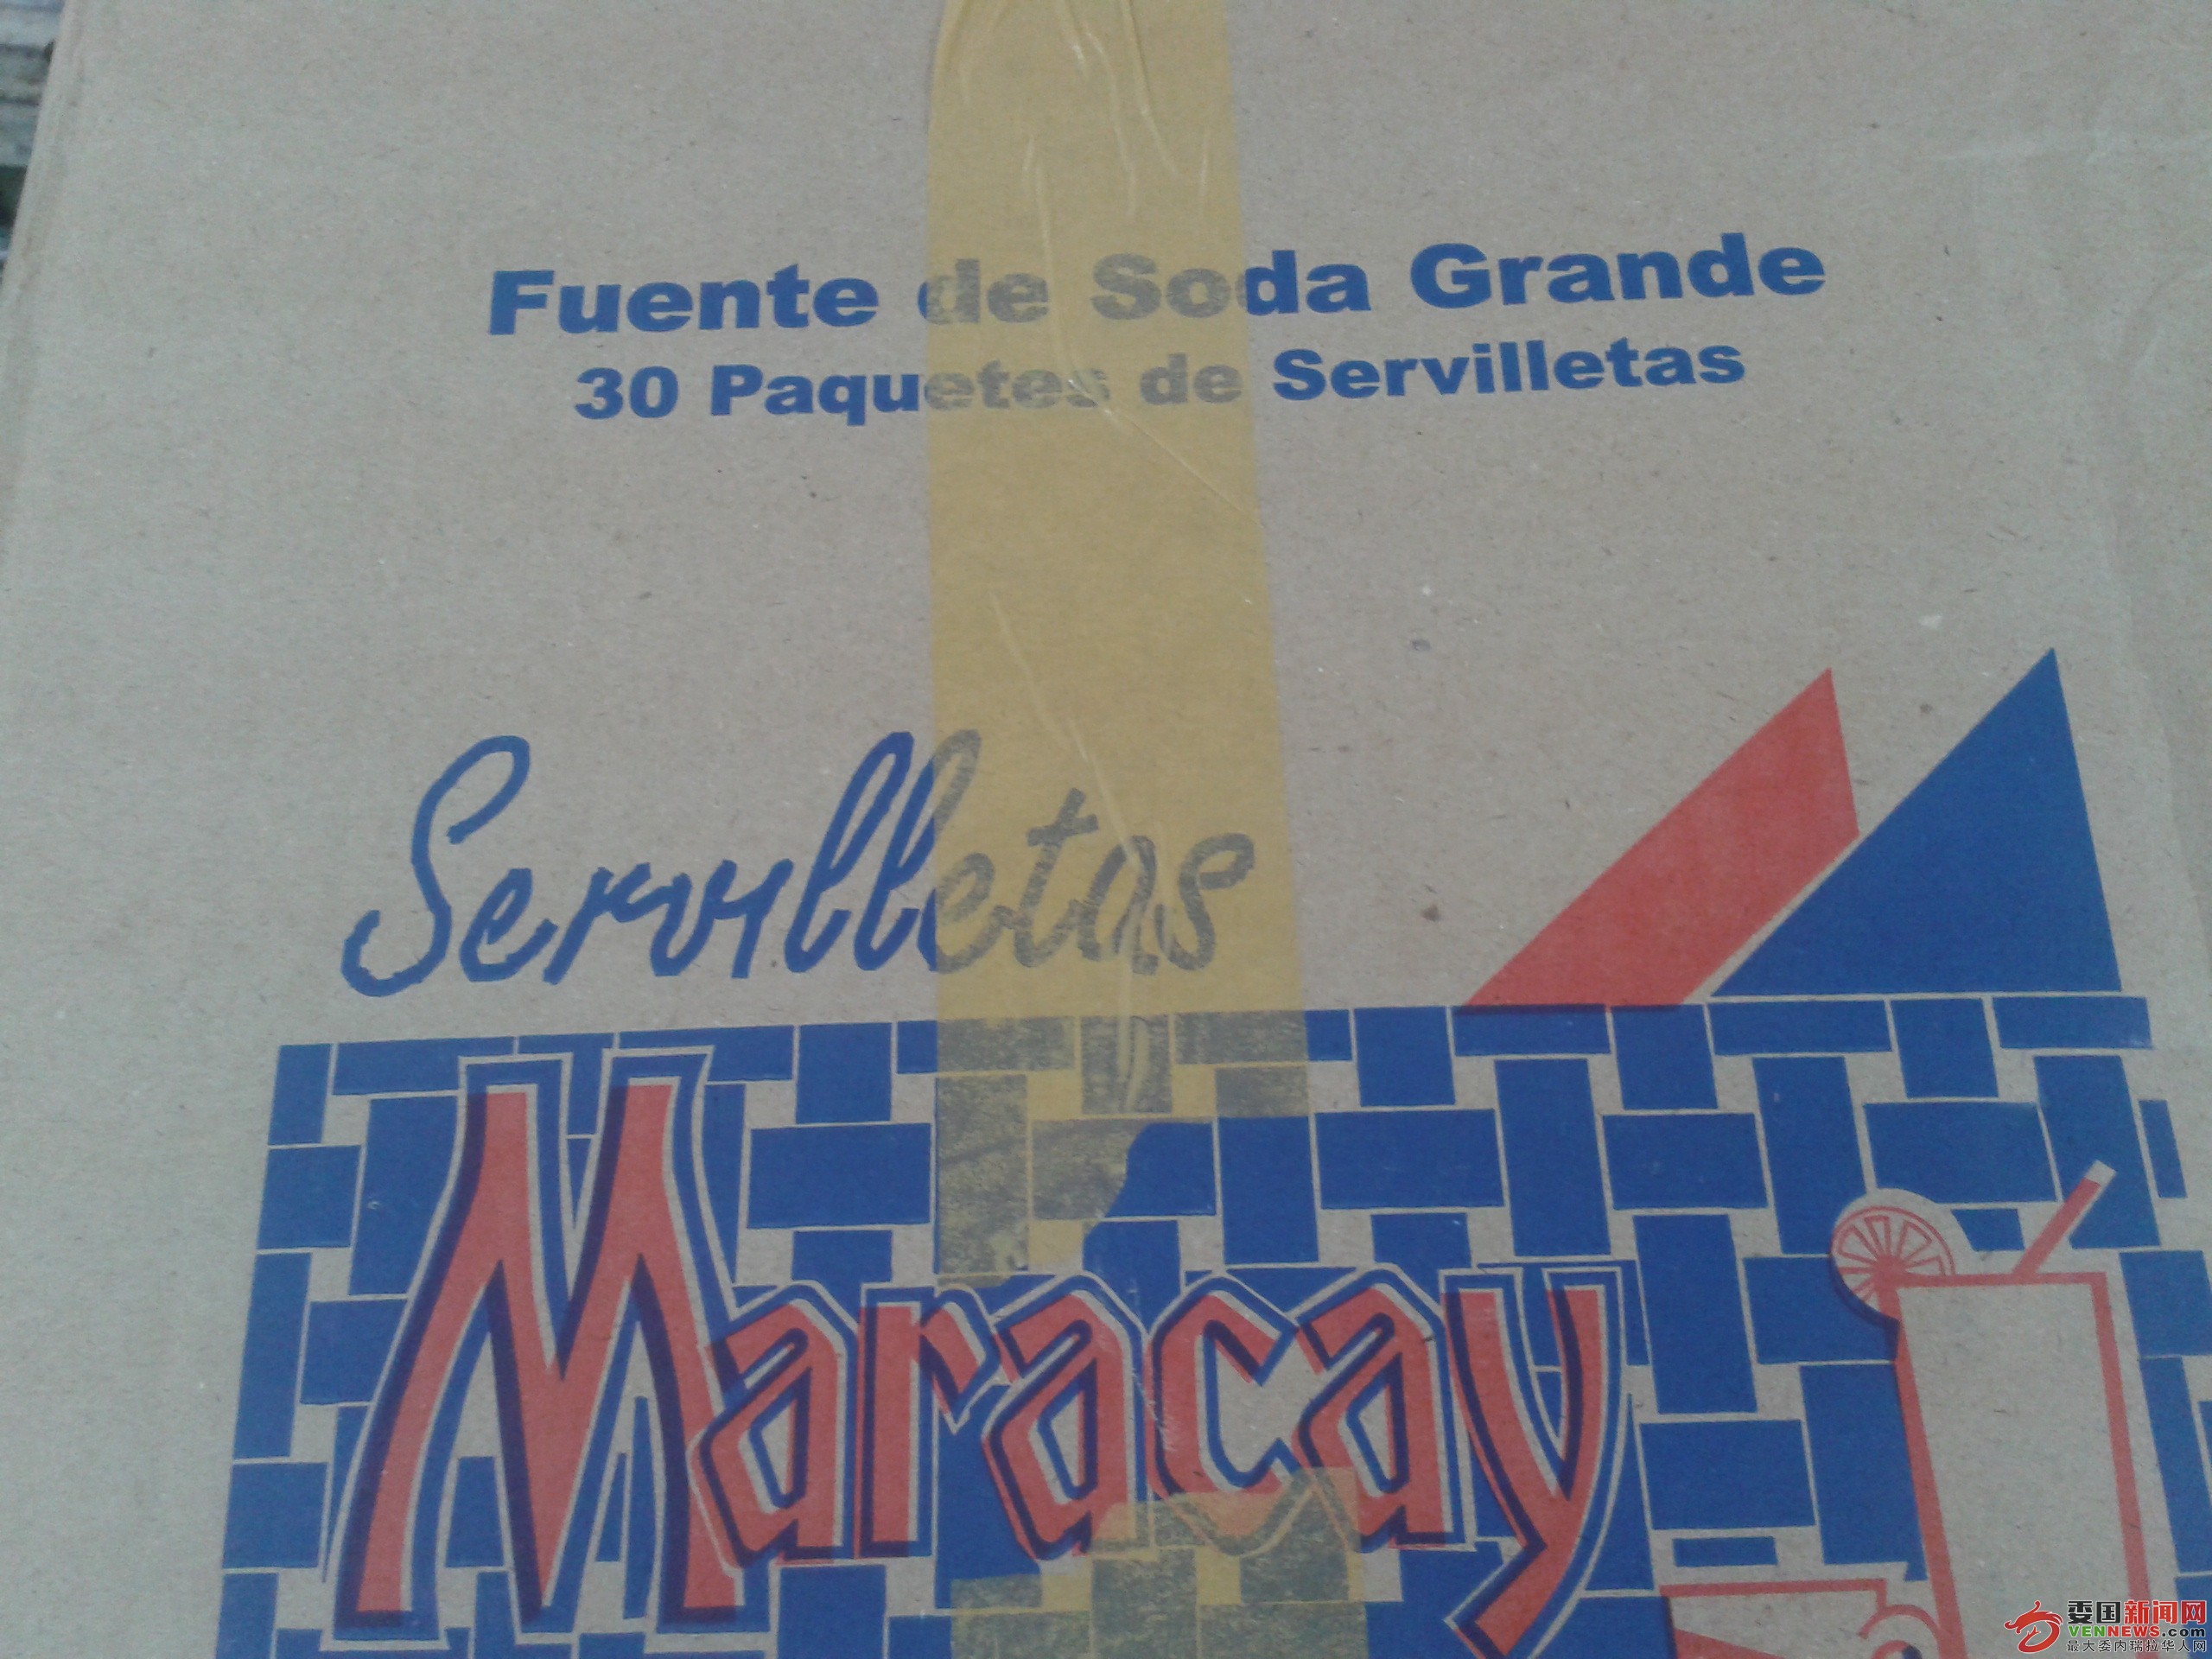 Fuente de Soda Grande
30 Paquetes de Servilletas
Servilletas
Maracay
委国新闻网
VENNEWS.com
最大委内瑞拉华人网